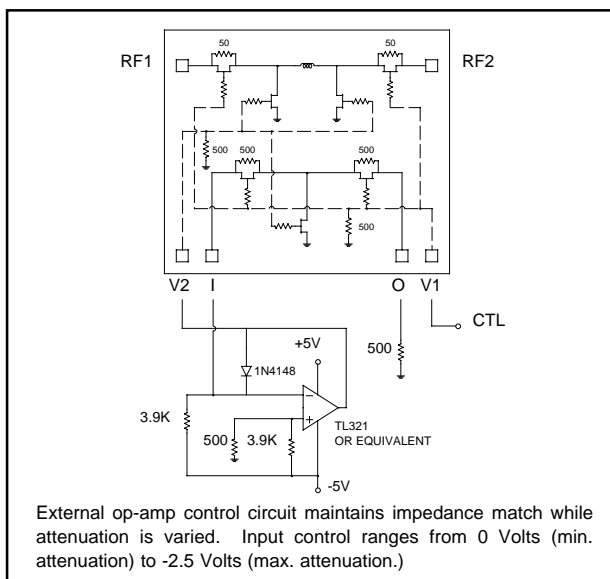 50
50
RF1
RF2
500
500
500
500
V2
I
O
V1
CTL
+5V
500
1N4148
3.9K
500
3.9K
TL321
OR EQUIVALENT
-5V
External op-amp control circuit maintains impedance match while
attenuation is varied. Input control ranges from 0 Volts (min.
attenuation) to -2.5 Volts (max. attenuation.)